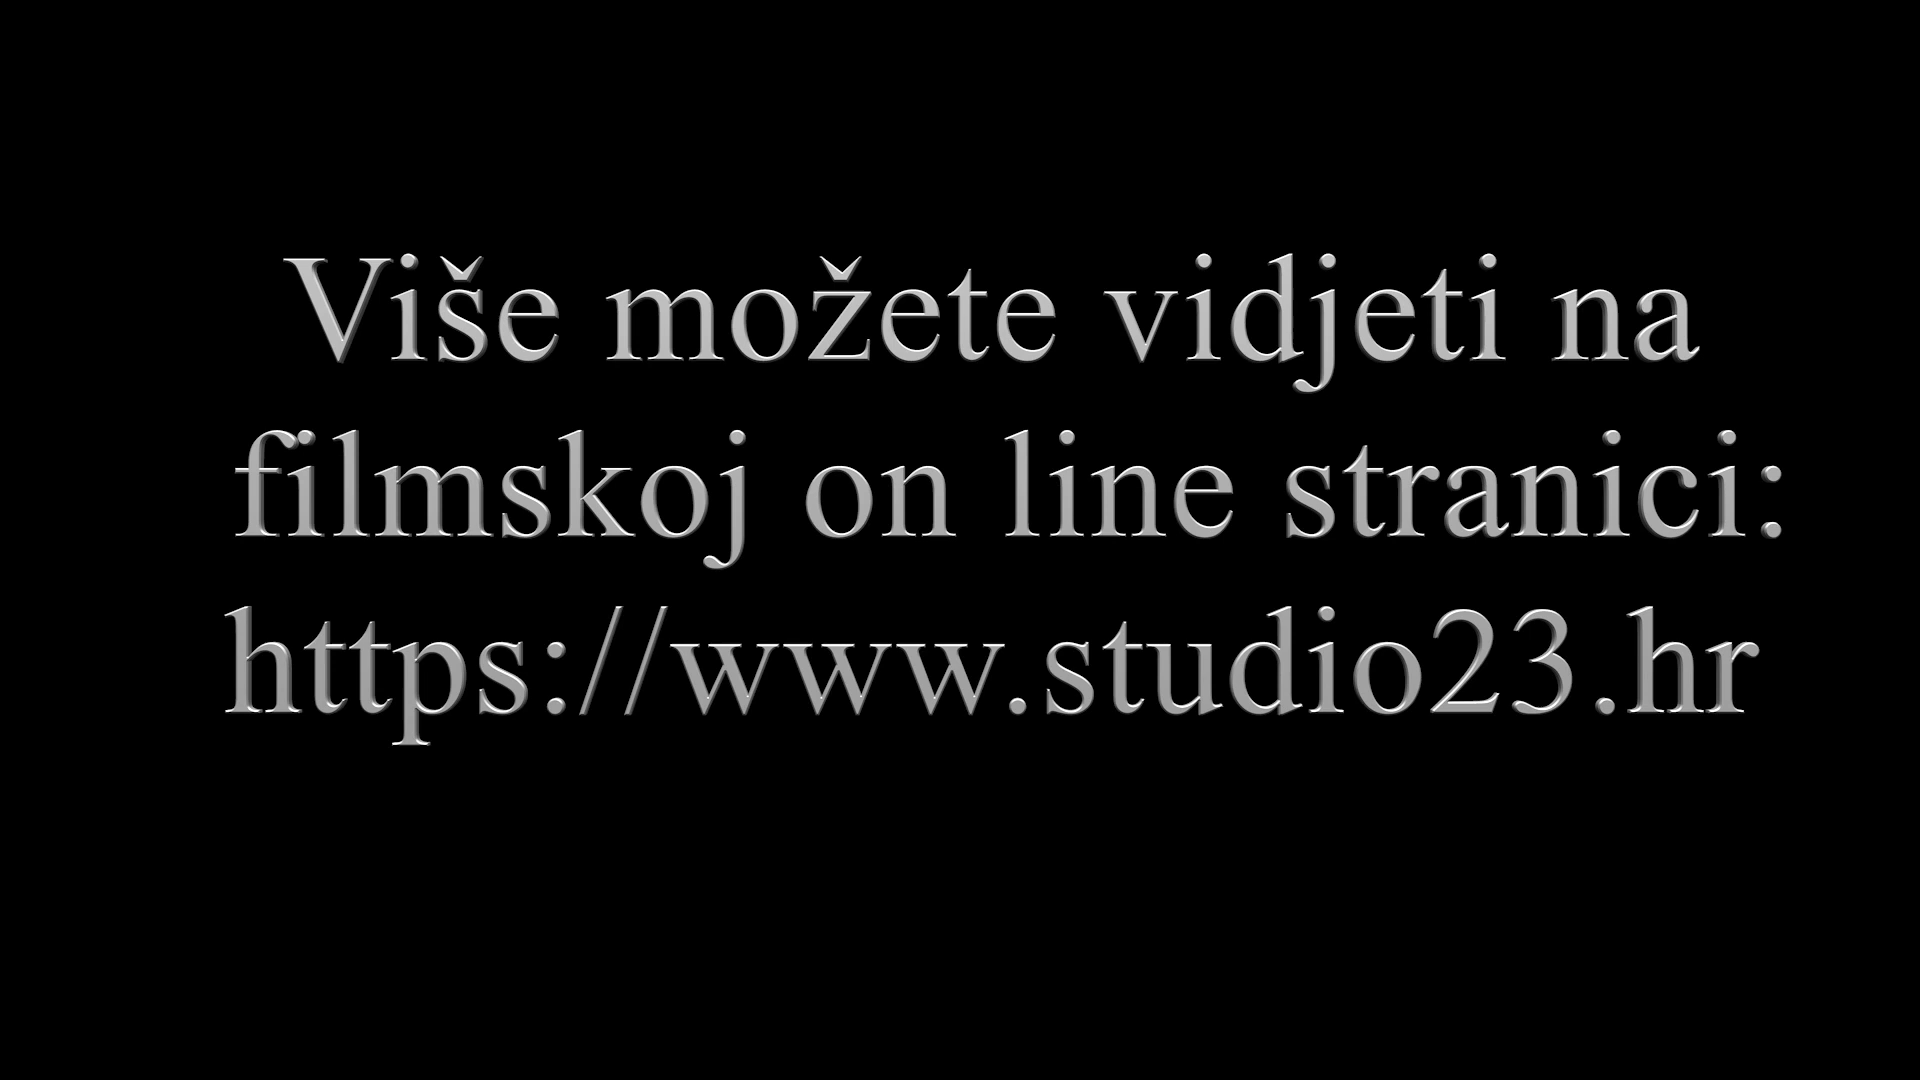 Više možete vidjeti na
filmskoj on line stranici:
https://www.studio23.hr